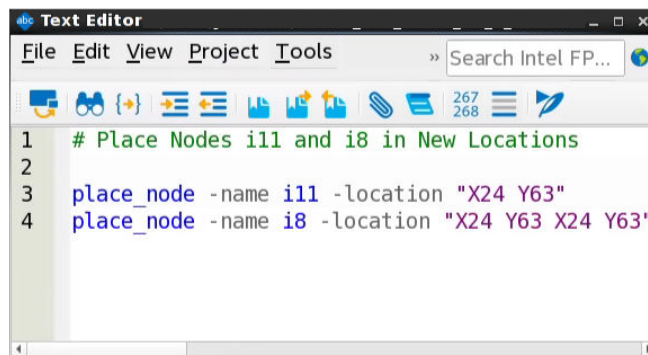 abc Text Editor
File Edit View Project Tools » Search Intel FP...
267
268
1 # Place Nodes i11 and i8 in New Locations
2
3 place_node -name i11 -location "X24 Y63"
4 place_node -name i8 -location "X24 Y63 X24 Y63"